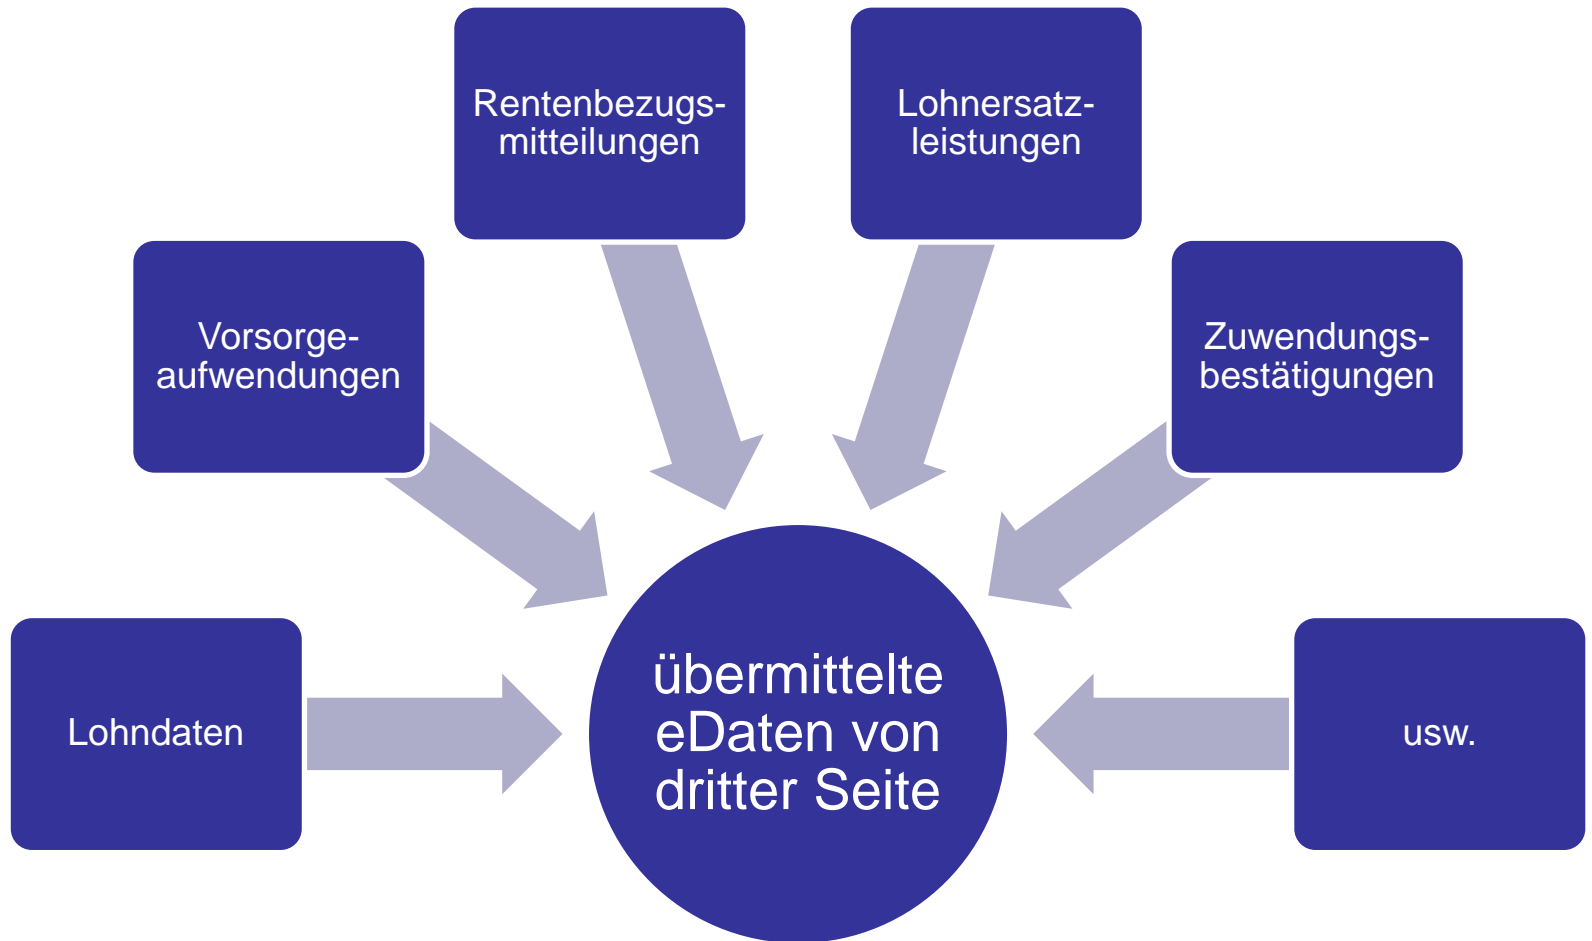 Rentenbezugs-
mitteilungen
Lohnersatz-
leistungen
Vorsorge-
aufwendungen
Zuwendungs-
bestätigungen
Lohndaten
übermittelte
eDaten von
dritter Seite
usw.